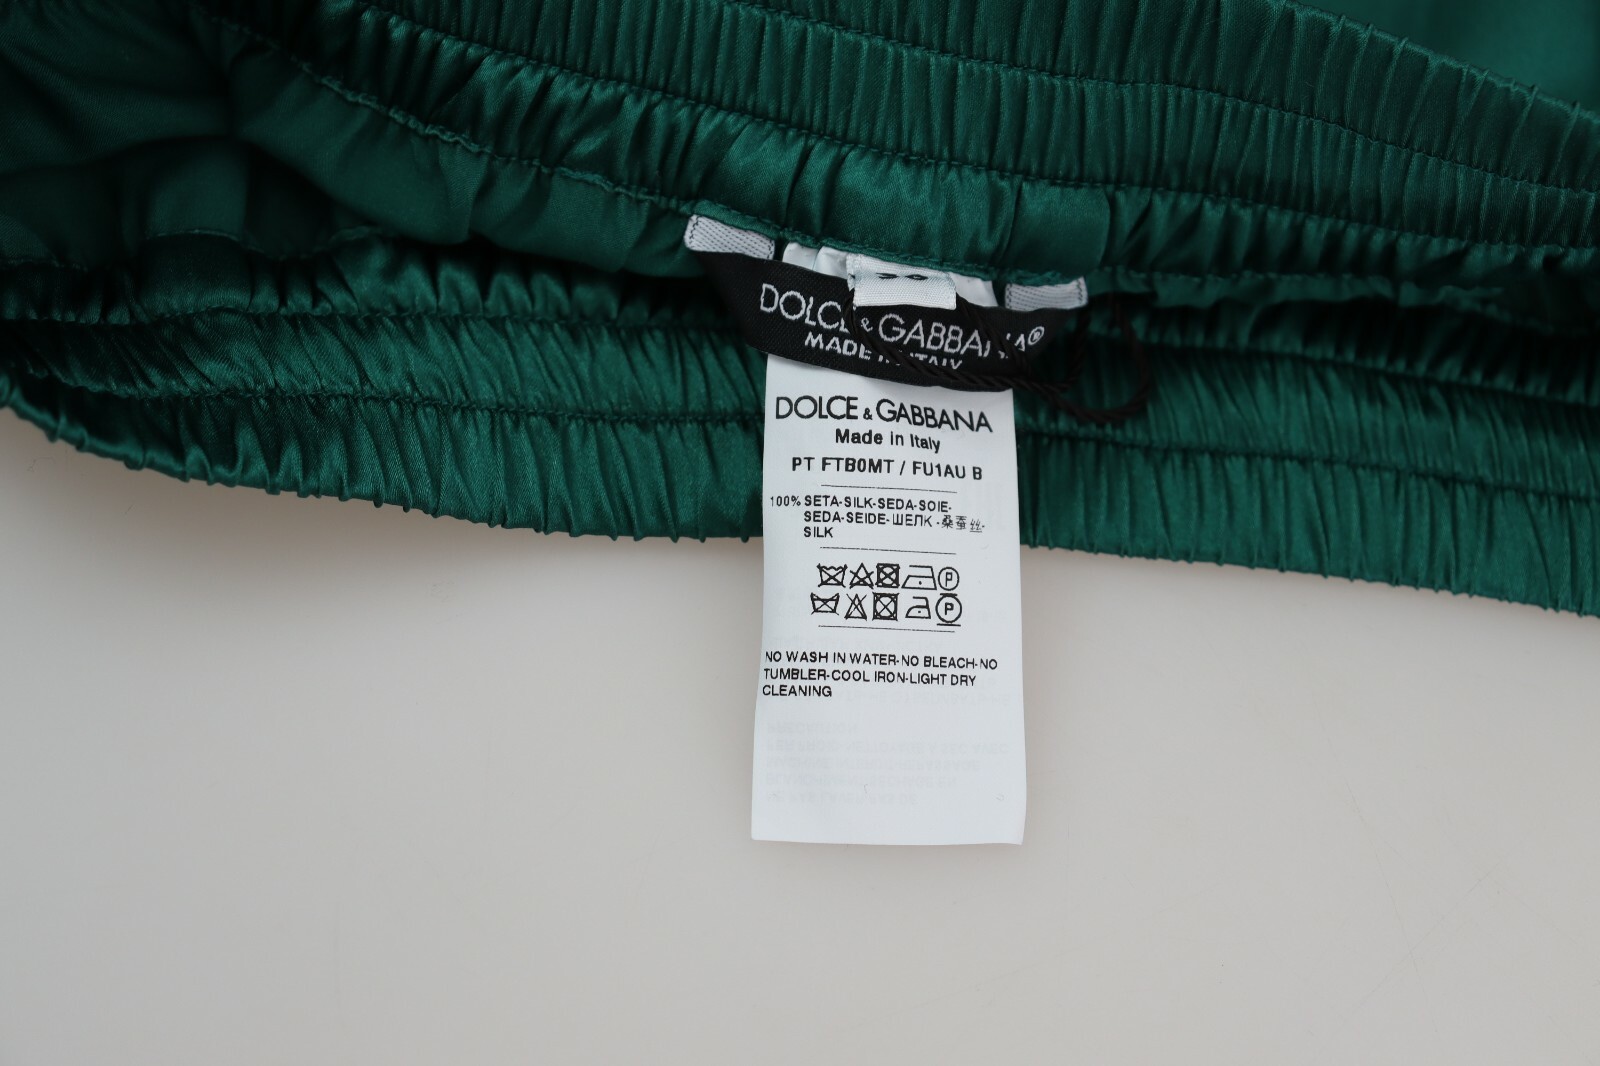 DOLCE & GABBANA®
MADE IN ITALY
DOLCE & GABBANA
Made in Italy
PT FTB0MT / FU1AU B
100% SETA-SILK-SEDA-SOIE-
SEDA-SEIDE-ШЕЛК -桑蚕丝-
SILK
P
P
NO WASH IN WATER-NO BLEACH-NO
TUMBLER-COOL IRON-LIGHT DRY
CLEANING